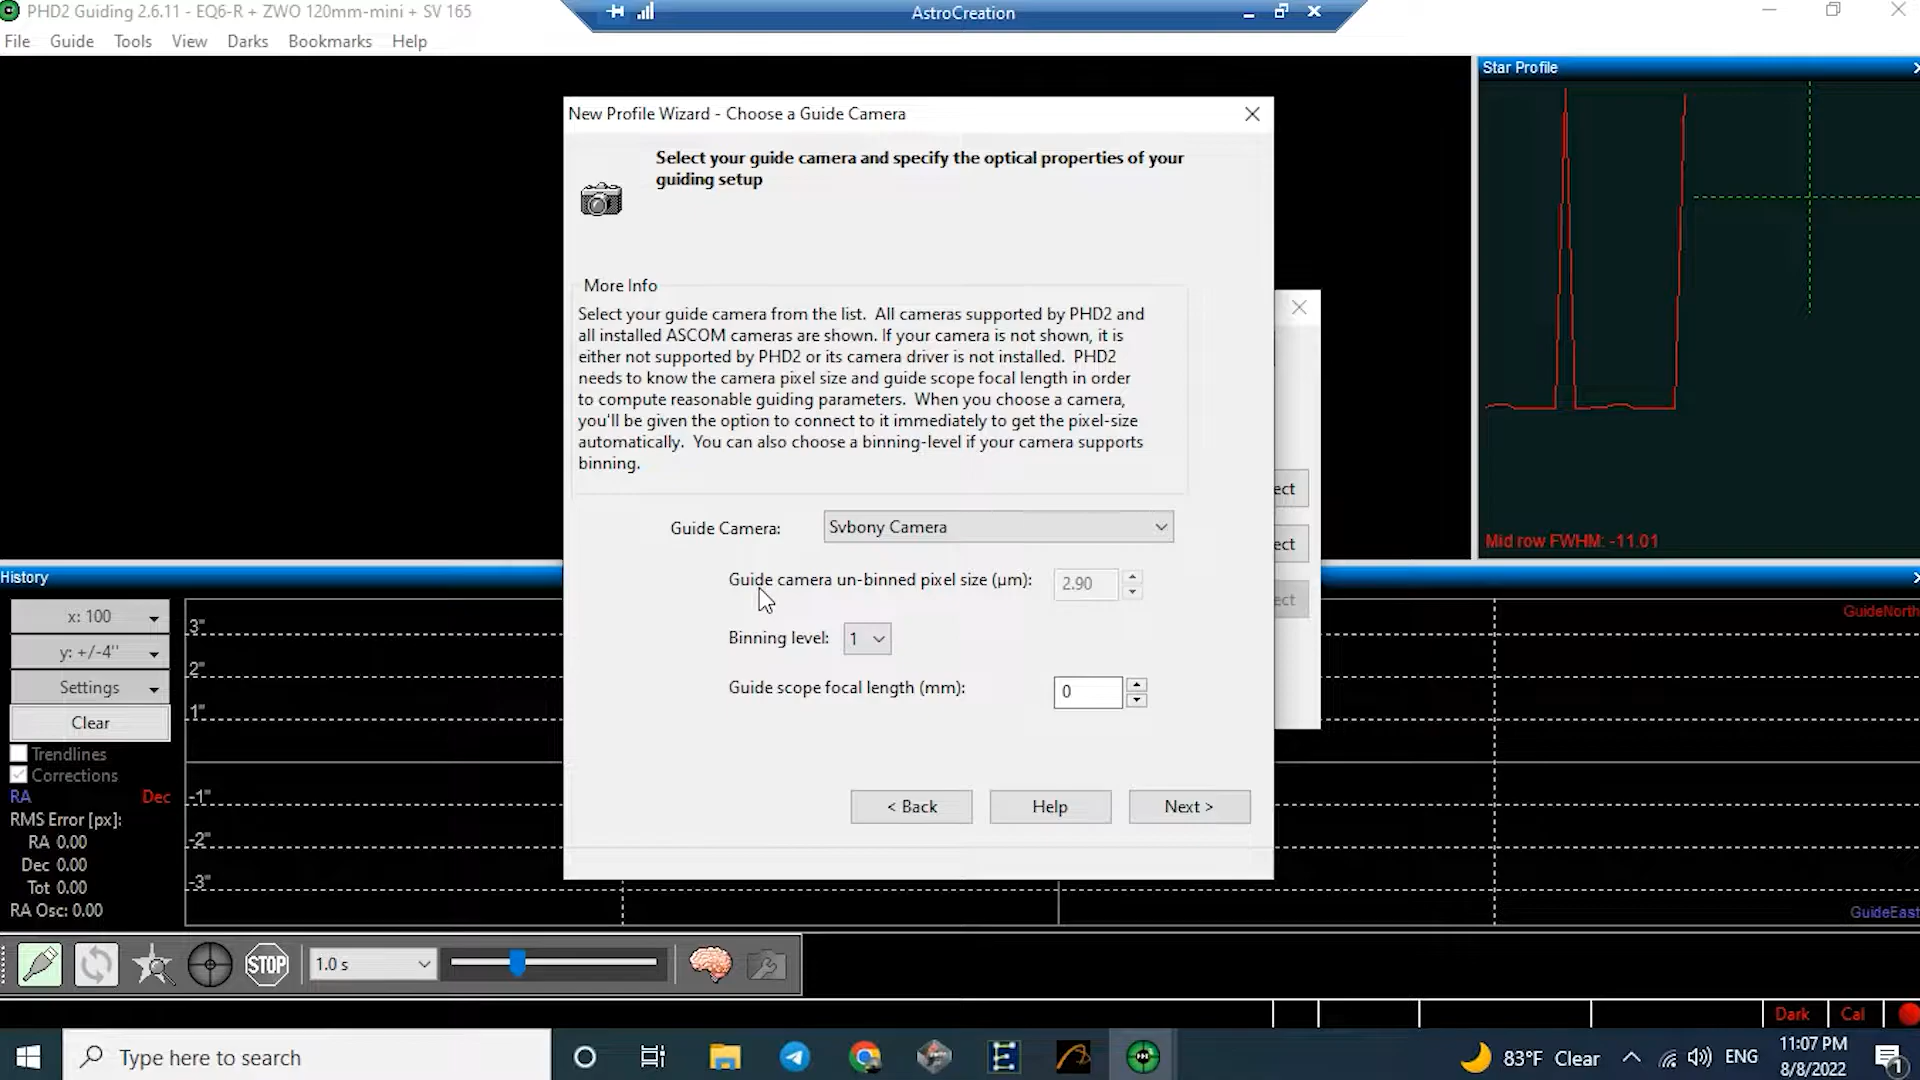 PHD2 Guiding 2.6.11 - EQ6-R + ZWO 120mm-mini + SV 165
AstroCreation
File Guide Tools View Darks Bookmarks Help
Star Profile
New Profile Wizard - Choose a Guide Camera
Select your guide camera and specify the optical properties of your
guiding setup
More Info
Select your guide camera from the list. All cameras supported by PHD2 and
all installed ASCOM cameras are shown. If your camera is not shown, it is
either not supported by PHD2 or its camera driver is not installed. PHD2
needs to know the camera pixel size and guide scope focal length in order
to compute reasonable guiding parameters. When you choose a camera,
you'll be given the option to connect to it immediately to get the pixel-size
automatically. You can also choose a binning-level if your camera supports
binning.
ect
Guide Camera: Svbony Camera
ect
Mid row FWHM: -11.01
Guide camera un-binned pixel size (µm): 2.90
ect
Binning level: 1
Guide scope focal length (mm): 0
< Back Help Next >
History
x: 100
y: +/-4''
Settings
Clear
Trendlines
Corrections
RA Dec
RMS Error [px]:
RA 0.00
Dec 0.00
Tot 0.00
RA Osc: 0.00
3"
2"
1"
-1"
-2"
-3"
GuideNorth
GuideEast
STOP 1.0 s
Dark Cal
Type here to search
83°F Clear ENG
11:07 PM
8/8/2022
1